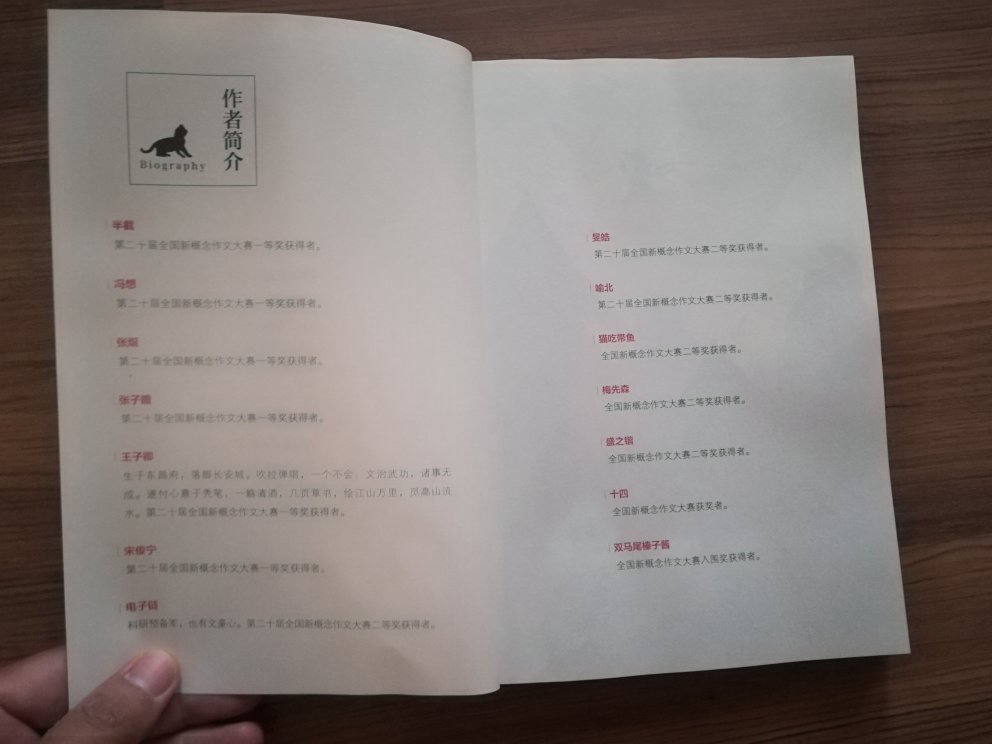 作者简介
Biography
半截
第二十届全国新概念作文大赛一等奖获得者。
冯想
第二十届全国新概念作文大赛一等奖获得者。
张烜
第二十届全国新概念作文大赛一等奖获得者。
张子瞻
第二十届全国新概念作文大赛一等奖获得者。
王子卿
生于东昌府，落脚长安城。吹拉弹唱，一个不会；文治武功，诸事无
成。遂付心意于秃笔，一觞清酒，几页草书，绘江山万里，灵高山流
水。第二十届全国新概念作文大赛一等奖获得者。
宋俊宁
第二十届全国新概念作文大赛一等奖获得者。
电子链
科研预备军，也有文豪心。第二十届全国新概念作文大赛二等奖获得者。
旻皓
第二十届全国新概念作文大赛二等奖获得者。
喻北
第二十届全国新概念作文大赛二等奖获得者。
猫吃带鱼
全国新概念作文大赛二等奖获得者。
梅先森
全国新概念作文大赛二等奖获得者。
盛之锴
全国新概念作文大赛二等奖获得者。
十四
全国新概念作文大赛获奖者。
双马尾榛子酱
全国新概念作文大赛入围奖获得者。